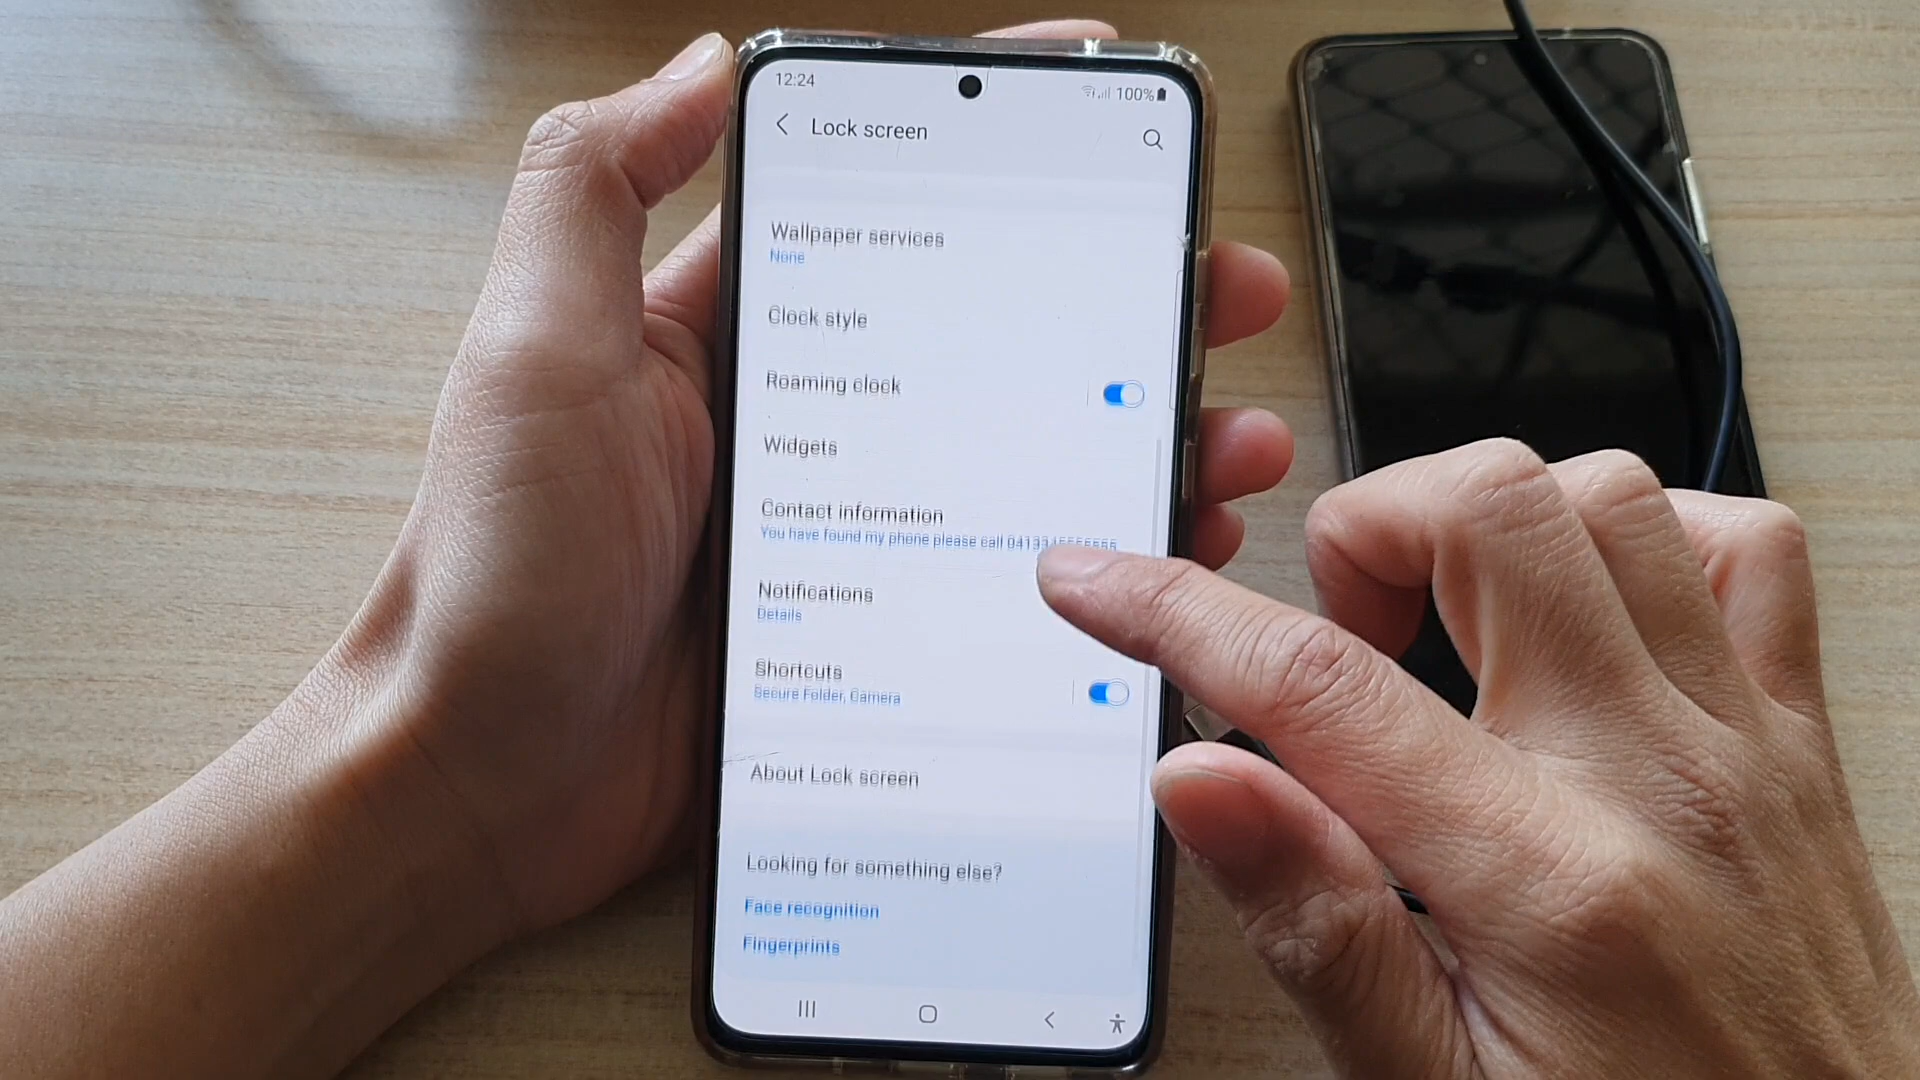 12:24
100%
Lock screen
Wallpaper services
None
Clock style
Roaming clock
Widgets
Contact information
You have found my phone please call
Notifications
Details
Shortcuts
Secure Folder, Camera
About Lock screen
Looking for something else?
Face recognition
Fingerprints